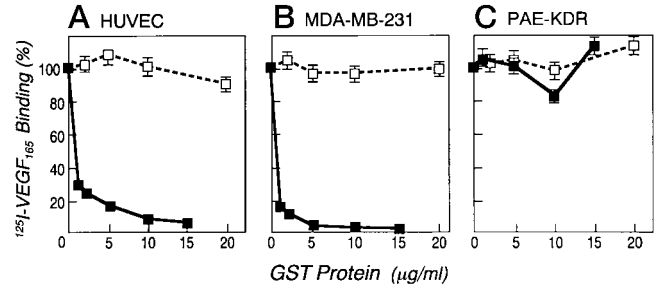 A HUVEC
B MDA-MB-231
C PAE-KDR
¹²⁵I-VEGF₁₆₅ Binding (%)
100
80
60
40
20
0 5 10 15 20
0 5 10 15 20
0 5 10 15 20
GST Protein (μg/ml)